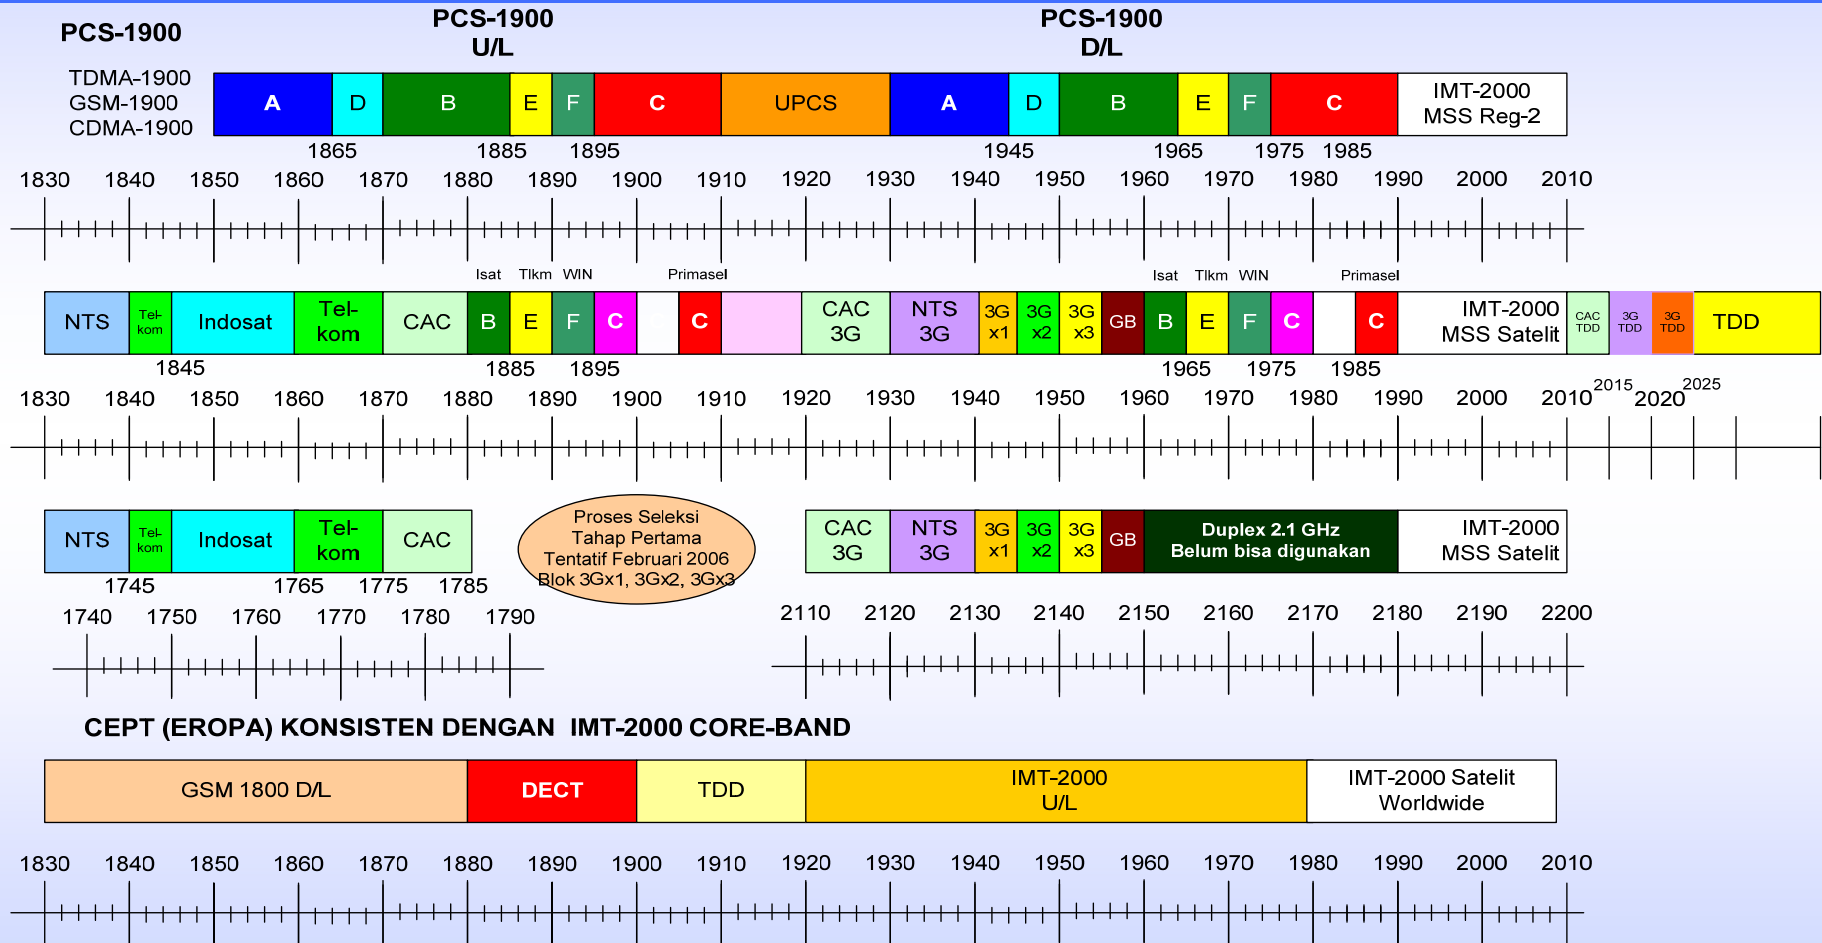 PCS-1900
PCS-1900
U/L
PCS-1900
D/L
TDMA-1900
GSM-1900
CDMA-1900
A D B E F C UPCS A D B E F C
IMT-2000
MSS Reg-2
1865 1885 1895 1945 1965 1975 1985
1830 1840 1850 1860 1870 1880 1890 1900 1910 1920 1930 1940 1950 1960 1970 1980 1990 2000 2010
Isat Tlkm WIN Primasel Isat Tlkm WIN Primasel
NTS
Tel-
kom
Indosat
Tel-
kom
CAC
B E F C C C
CAC
3G
NTS
3G
3G
x1
3G
x2
3G
x3
GB
B E F C C
IMT-2000
MSS Satelit
CAC
TDD
3G
TDD
3G
TDD
TDD
1845 1885 1895 1965 1975 1985
1830 1840 1850 1860 1870 1880 1890 1900 1910 1920 1930 1940 1950 1960 1970 1980 1990 2000 2010 2015 2020 2025
NTS
Tel-
kom
Indosat
Tel-
kom
CAC
Proses Seleksi
Tahap Pertama
Tentatif Februari 2006
Blok 3Gx1, 3Gx2, 3Gx3
CAC
3G
NTS
3G
3G
x1
3G
x2
3G
x3
GB
Duplex 2.1 GHz
Belum bisa digunakan
IMT-2000
MSS Satelit
1745 1765 1775 1785
1740 1750 1760 1770 1780 1790
2110 2120 2130 2140 2150 2160 2170 2180 2190 2200
CEPT (EROPA) KONSISTEN DENGAN IMT-2000 CORE-BAND
GSM 1800 D/L
DECT
TDD
IMT-2000
U/L
IMT-2000 Satelit
Worldwide
1830 1840 1850 1860 1870 1880 1890 1900 1910 1920 1930 1940 1950 1960 1970 1980 1990 2000 2010